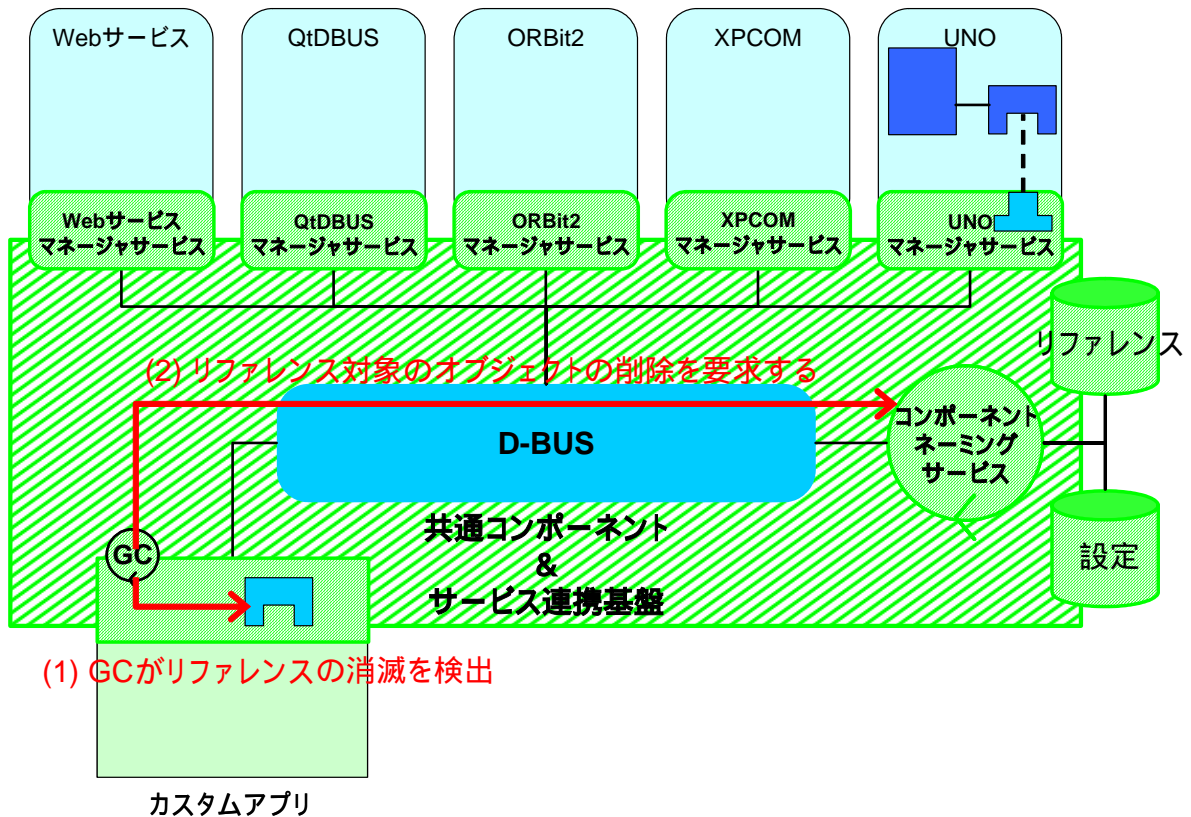 Webサービス
QtDBUS
ORBit2
XPCOM
UNO
Webサービス
マネージャサービス
QtDBUS
マネージャサービス
ORBit2
マネージャサービス
XPCOM
マネージャサービス
UNO
マネージャサービス
リファレンス
(2) リファレンス対象のオブジェクトの削除を要求する
D-BUS
コンポーネント
ネーミング
サービス
共通コンポーネント
&
サービス連携基盤
設定
GC
(1) GCがリファレンスの消滅を検出
カスタムアプリ